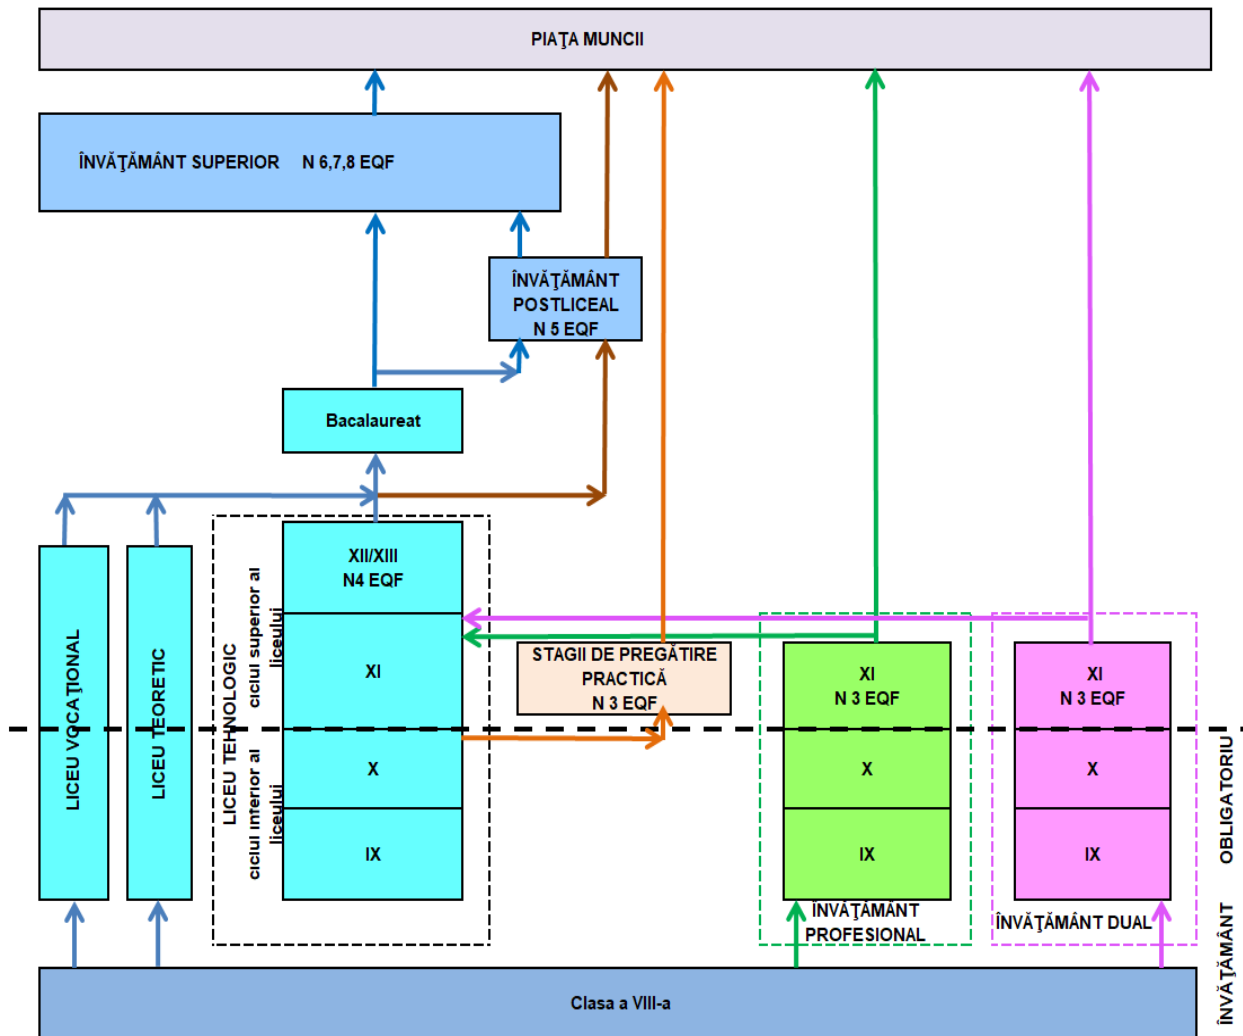 PIAŢA MUNCII
ÎNVĂŢĂMÂNT SUPERIOR N 6,7,8 EQF
ÎNVĂŢĂMÂNT
POSTLICEAL
N 5 EQF
Bacalaureat
LICEU VOCAŢIONAL
LICEU TEORETIC
LICEU TEHNOLOGIC
ciclul superior al
liceului
ciclul inferior al
liceului
XII/XIII
N4 EQF
XI
X
IX
STAGII DE PREGĂTIRE
PRACTICĂ
N 3 EQF
XI
N 3 EQF
X
IX
ÎNVĂŢĂMÂNT
PROFESIONAL
XI
N 3 EQF
X
IX
ÎNVĂŢĂMÂNT DUAL
ÎNVĂŢĂMÂNT OBLIGATORIU
Clasa a VIII-a